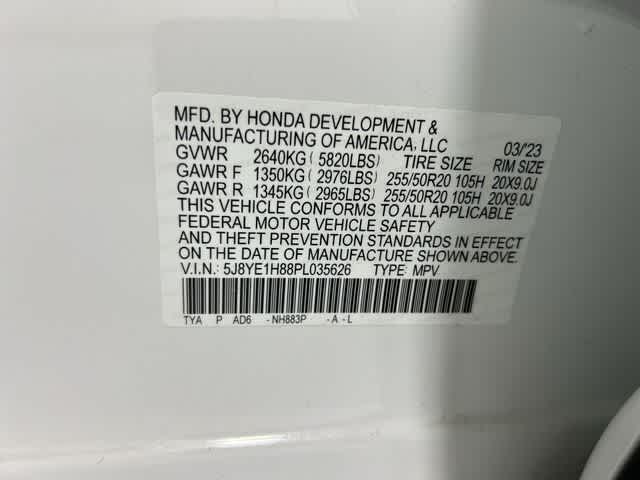 MFD. BY HONDA DEVELOPMENT &
MANUFACTURING OF AMERICA, LLC 03/'23
GVWR 2640KG ( 5820LBS) TIRE SIZE RIM SIZE
GAWR F 1350KG ( 2976LBS) 255/50R20 105H 20X9.0J
GAWR R 1345KG ( 2965LBS) 255/50R20 105H 20X9.0J
THIS VEHICLE CONFORMS TO ALL APPLICABLE
FEDERAL MOTOR VEHICLE SAFETY
AND THEFT PREVENTION STANDARDS IN EFFECT
ON THE DATE OF MANUFACTURE SHOWN ABOVE.
V.I.N.: 5J8YE1H88PL035626 TYPE: MPV
TYA P AD6 -NH883P -A-L